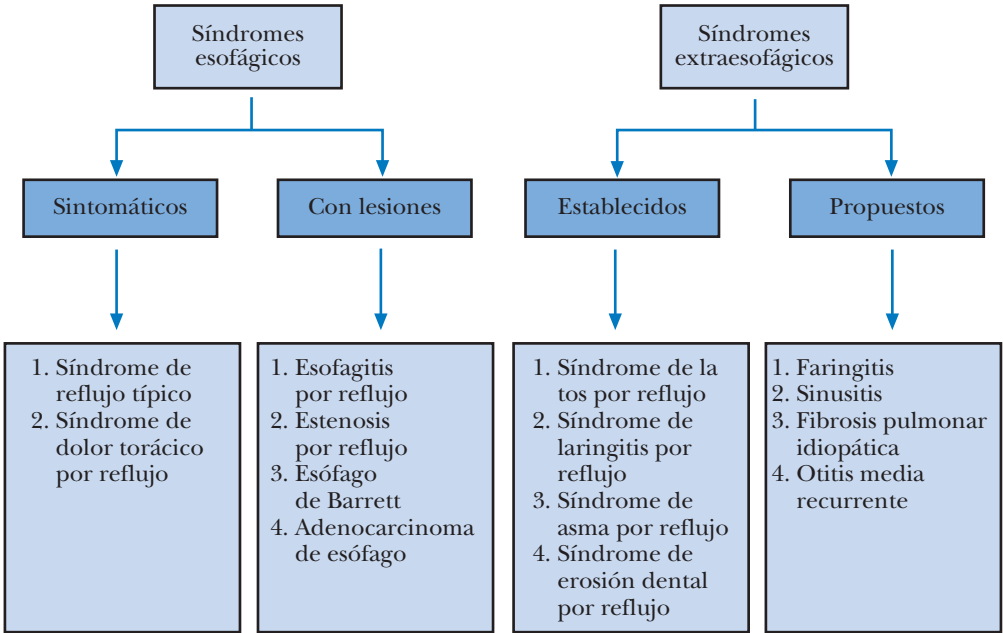 Síndromes
esofágicos
Síndromes
extraesofágicos
Sintomáticos
Con lesiones
Establecidos
Propuestos
1. Síndrome de
reflujo típico
2. Síndrome de
dolor torácico
por reflujo
1. Esofagitis
por reflujo
2. Estenosis
por reflujo
3. Esófago
de Barrett
4. Adenocarcinoma
de esófago
1. Síndrome de la
tos por reflujo
2. Síndrome de
laringitis por
reflujo
3. Síndrome de
asma por reflujo
4. Síndrome de
erosión dental
por reflujo
1. Faringitis
2. Sinusitis
3. Fibrosis pulmonar
idiopática
4. Otitis media
recurrente